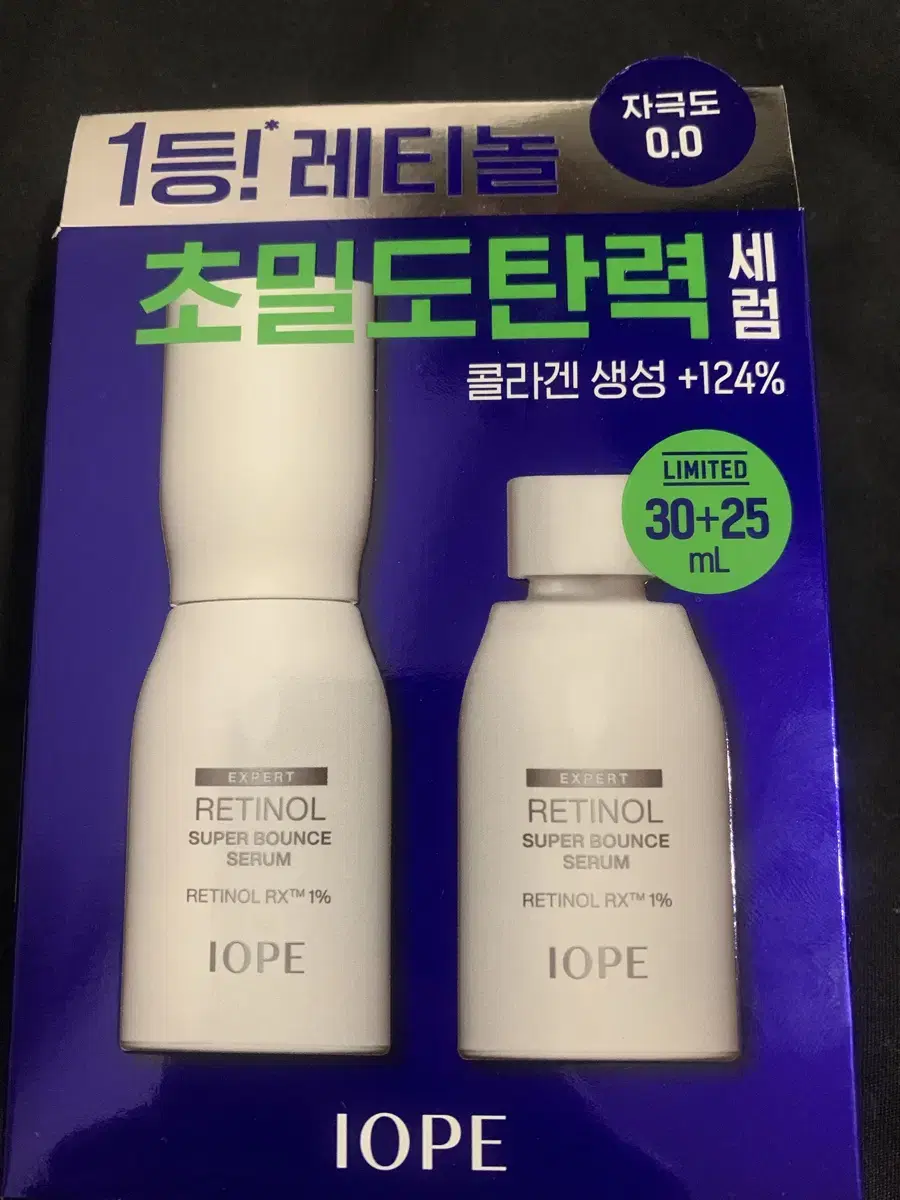 1등!* 레티놀
자극도
0.0
초밀도탄력
세럼
콜라겐 생성 +124%
LIMITED
30+25
mL
EXPERT
RETINOL
SUPER BOUNCE
SERUM
RETINOL RX™ 1%
IOPE
EXPERT
RETINOL
SUPER BOUNCE
SERUM
RETINOL RX™ 1%
IOPE
IOPE